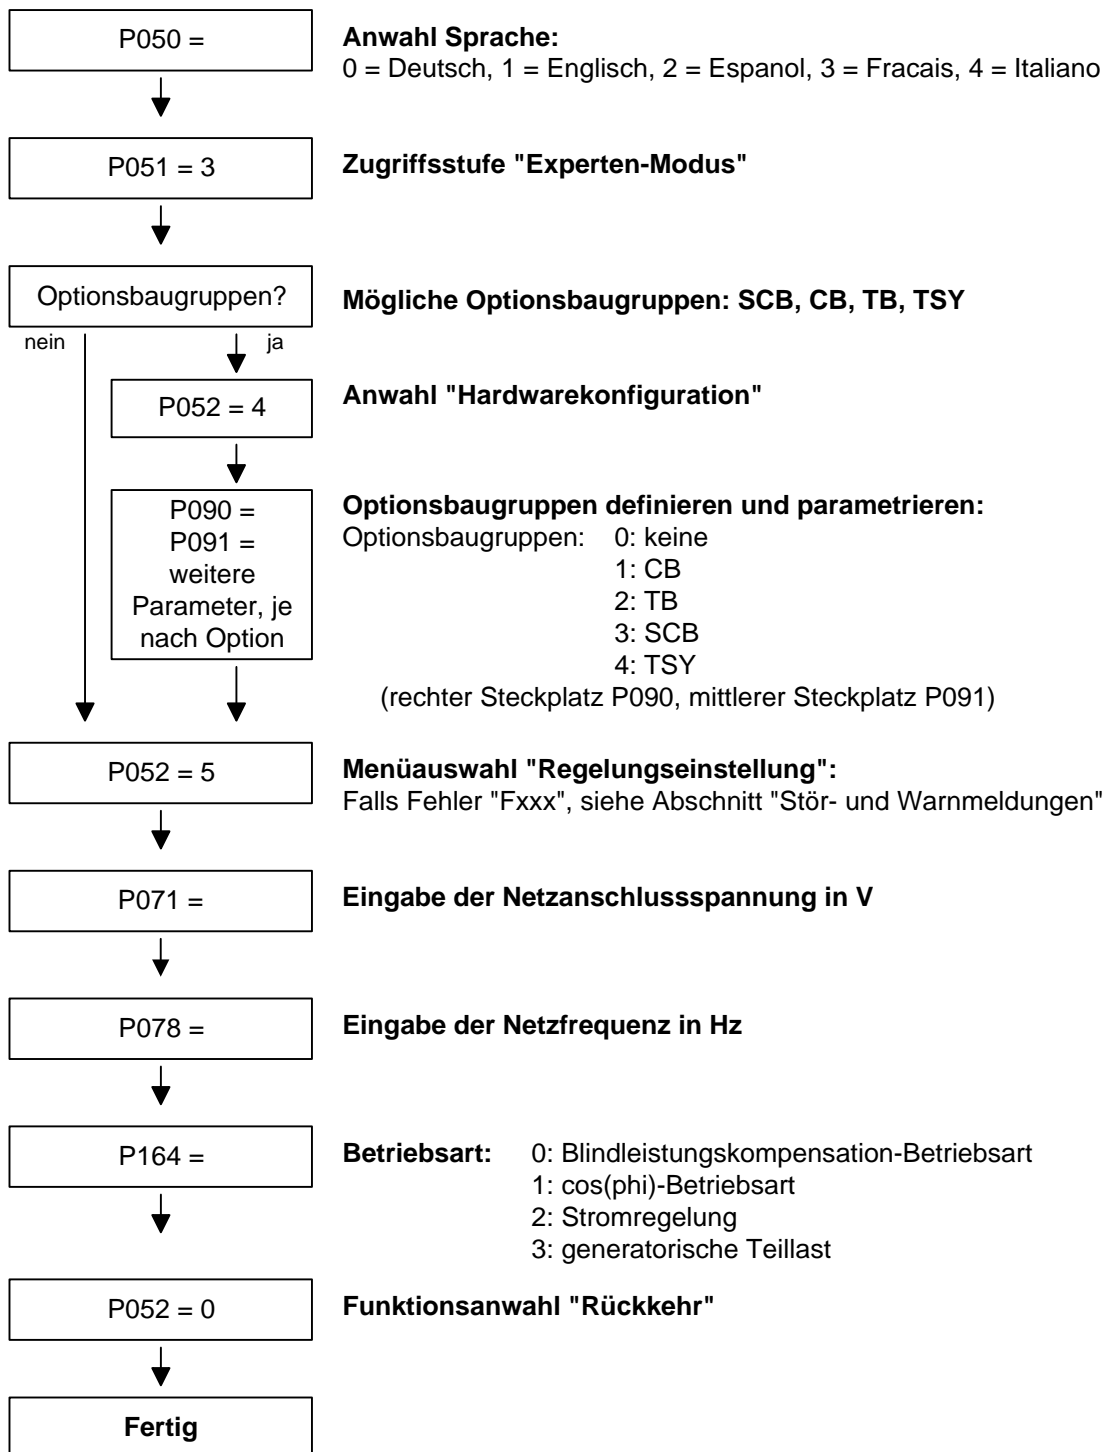 P050 =
Anwahl Sprache:
0 = Deutsch, 1 = Englisch, 2 = Espanol, 3 = Fracais, 4 = Italiano
P051 = 3
Zugriffsstufe "Experten-Modus"
Optionsbaugruppen?
Mögliche Optionsbaugruppen: SCB, CB, TB, TSY
nein
ja
P052 = 4
Anwahl "Hardwarekonfiguration"
P090 =
P091 =
weitere
Parameter, je
nach Option
Optionsbaugruppen definieren und parametrieren:
Optionsbaugruppen: 0: keine
1: CB
2: TB
3: SCB
4: TSY
(rechter Steckplatz P090, mittlerer Steckplatz P091)
P052 = 5
Menüauswahl "Regelungseinstellung":
Falls Fehler "Fxxx", siehe Abschnitt "Stör- und Warnmeldungen"
P071 =
Eingabe der Netzanschlussspannung in V
P078 =
Eingabe der Netzfrequenz in Hz
P164 =
Betriebsart: 0: Blindleistungskompensation-Betriebsart
1: cos(phi)-Betriebsart
2: Stromregelung
3: generatorische Teillast
P052 = 0
Funktionsanwahl "Rückkehr"
Fertig